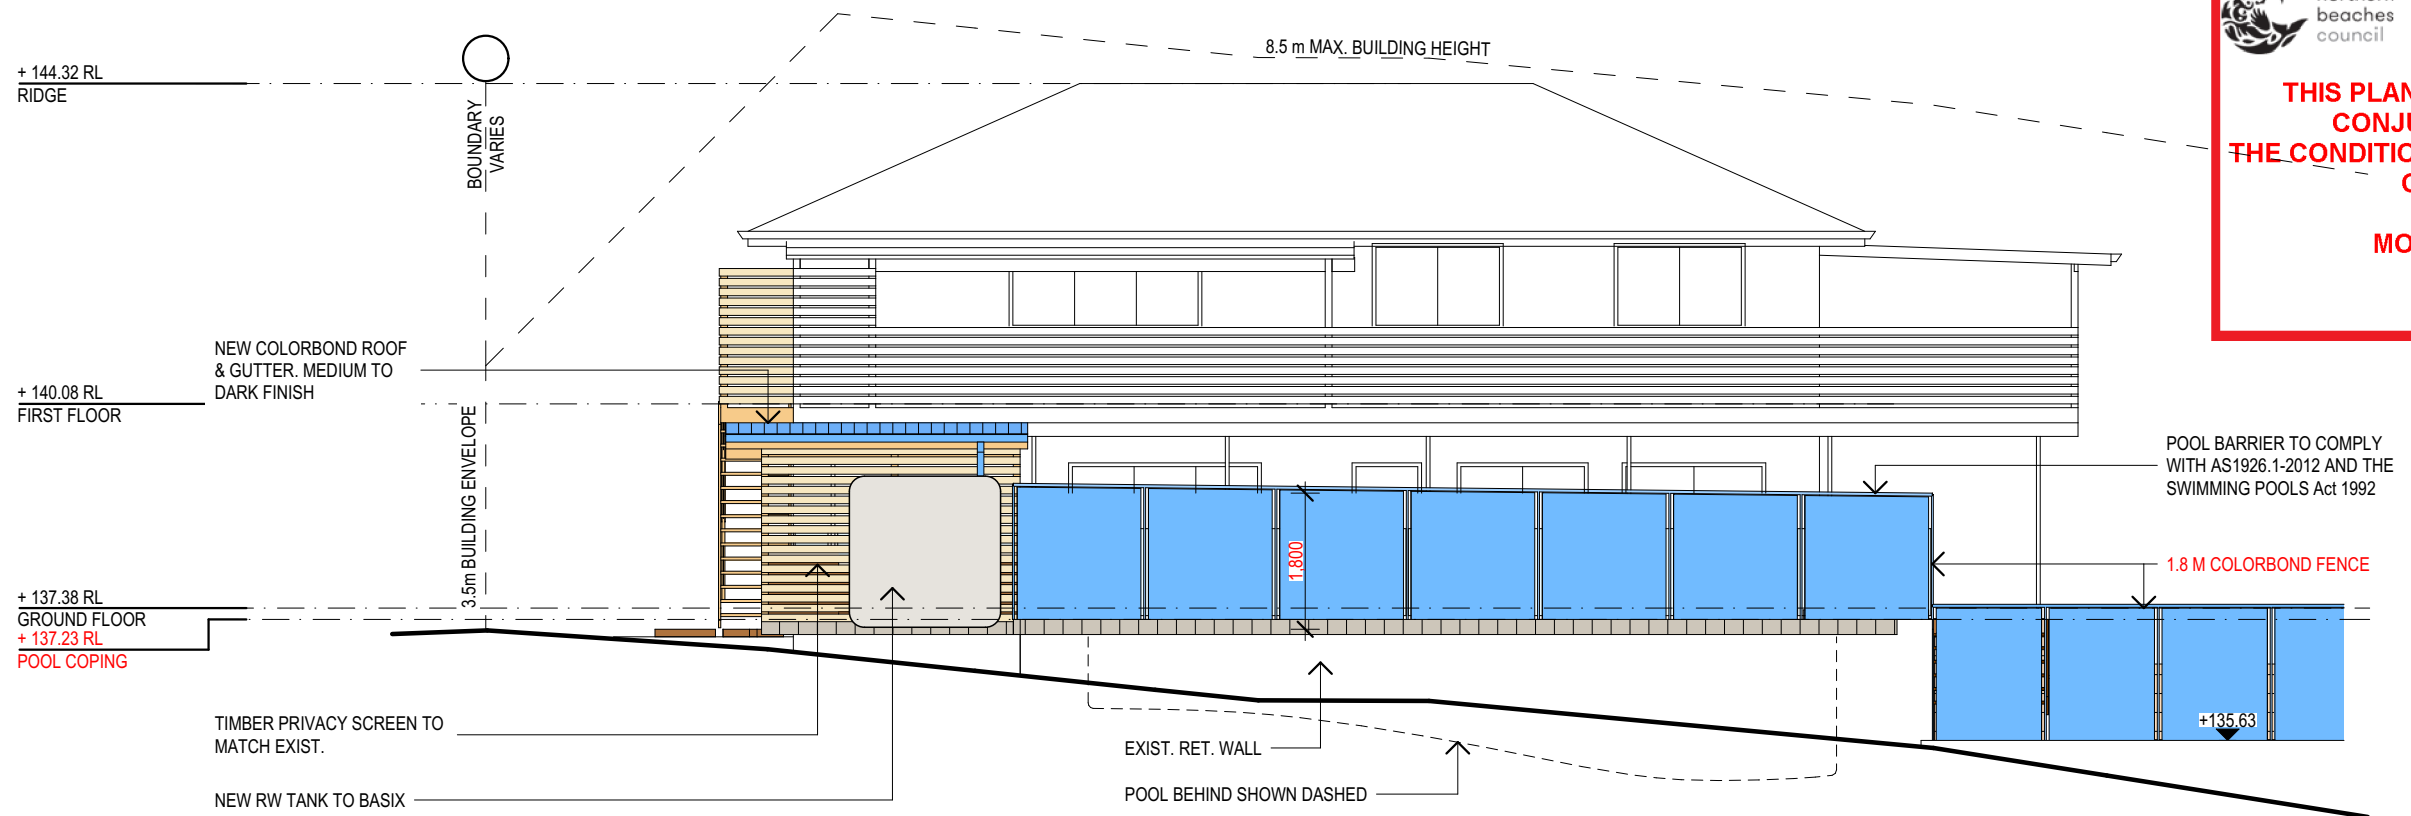 beaches
council
THIS PLAN
CONJU
THE CONDITIO
MO
8.5 m MAX. BUILDING HEIGHT
+ 144.32 RL
RIDGE
BOUNDARY
VARIES
NEW COLORBOND ROOF
& GUTTER. MEDIUM TO
DARK FINISH
+ 140.08 RL
FIRST FLOOR
3.5m BUILDING ENVELOPE
POOL BARRIER TO COMPLY
WITH AS1926.1-2012 AND THE
SWIMMING POOLS Act 1992
1,800
1.8 M COLORBOND FENCE
+ 137.38 RL
GROUND FLOOR
+ 137.23 RL
POOL COPING
TIMBER PRIVACY SCREEN TO
MATCH EXIST.
+135.63
EXIST. RET. WALL
NEW RW TANK TO BASIX
POOL BEHIND SHOWN DASHED